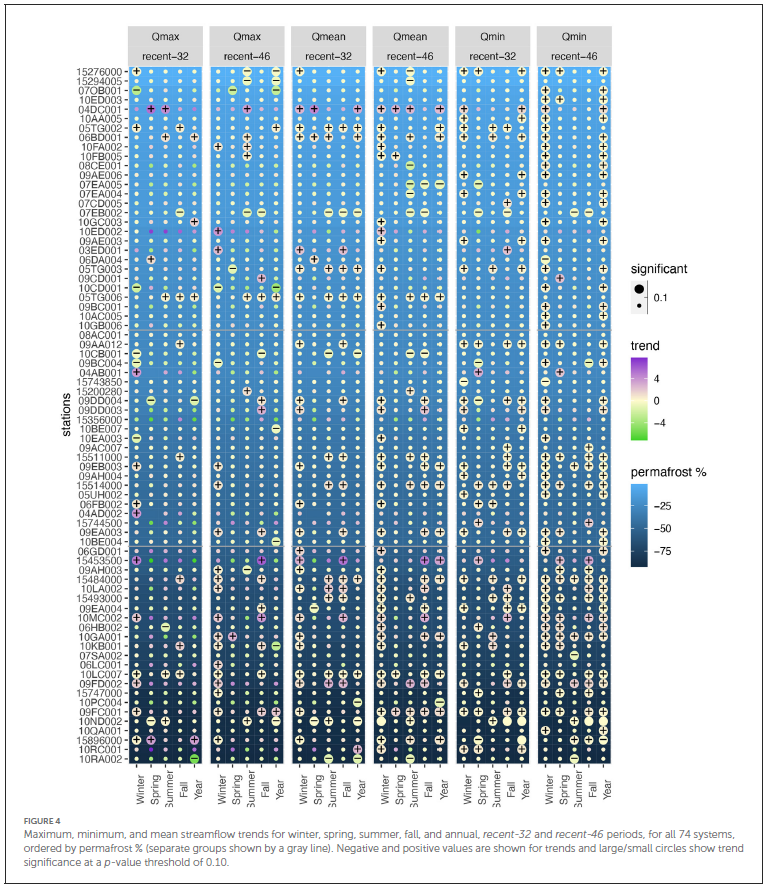 Qmax Qmax Qmean Qmean Qmin Qmin
recent-32 recent-46 recent-32 recent-46 recent-32 recent-46
15276000
15294005
07OB001
10ED003
04DC001
10AA005
05TG002
06BD001
10FA002
10FB005
08CE001
09AE006
07EA005
07EA004
07CD005
07EB002
10GC003
10ED002
09AE003
03ED001
06DA004
05TG003
09CD001
10CD001
05TG006
09BC001
10AC005
10GB006
08AC001
09AA012
10CB001
09BC004
04AB001
15743850
15200280
09DD004
09DD003
15356000
10BE007
10EA003
09AC007
15511000
09EB003
09AH004
15514000
05UH002
06FB002
04AD002
15744500
09EA003
10BE004
06GD001
15453500
09AH003
15484000
10LA002
15493000
09EA004
10MC002
06HB002
10GA001
10KB001
07SA002
06LC001
10LC007
09FD002
15747000
10PC004
09FC001
10ND002
10QA001
15896000
10RC001
10RA002
stations
Winter Spring Summer Fall Year Winter Spring Summer Fall Year Winter Spring Summer Fall Year Winter Spring Summer Fall Year Winter Spring Summer Fall Year Winter Spring Summer Fall Year
significant
0.1
trend
4
0
−4
permafrost %
−25
−50
−75
FIGURE 4
Maximum, minimum, and mean streamflow trends for winter, spring, summer, fall, and annual, recent-32 and recent-46 periods, for all 74 systems,
ordered by permafrost % (separate groups shown by a gray line). Negative and positive values are shown for trends and large/small circles show trend
significance at a p-value threshold of 0.10.